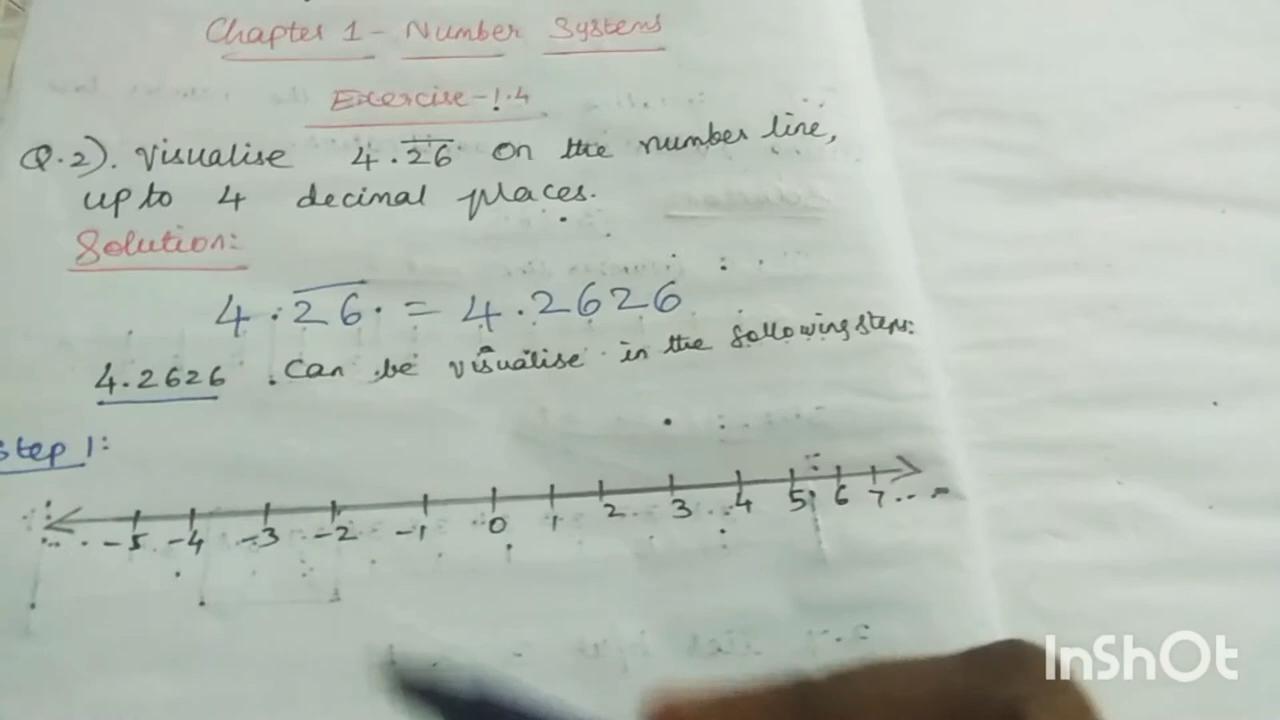 Chapter 1 - Number Systems
Exercise - 1.4
Q.2). Visualise 4.\overline{26} on the number line,
up to 4 decimal places.
Solution:
4.\overline{26} = 4.2626
4.2626 can be visualise in the following steps:
Step 1:
... -5 -4 -3 -2 -1 0 1 2 3 4 5 6 7 ...
InShOt